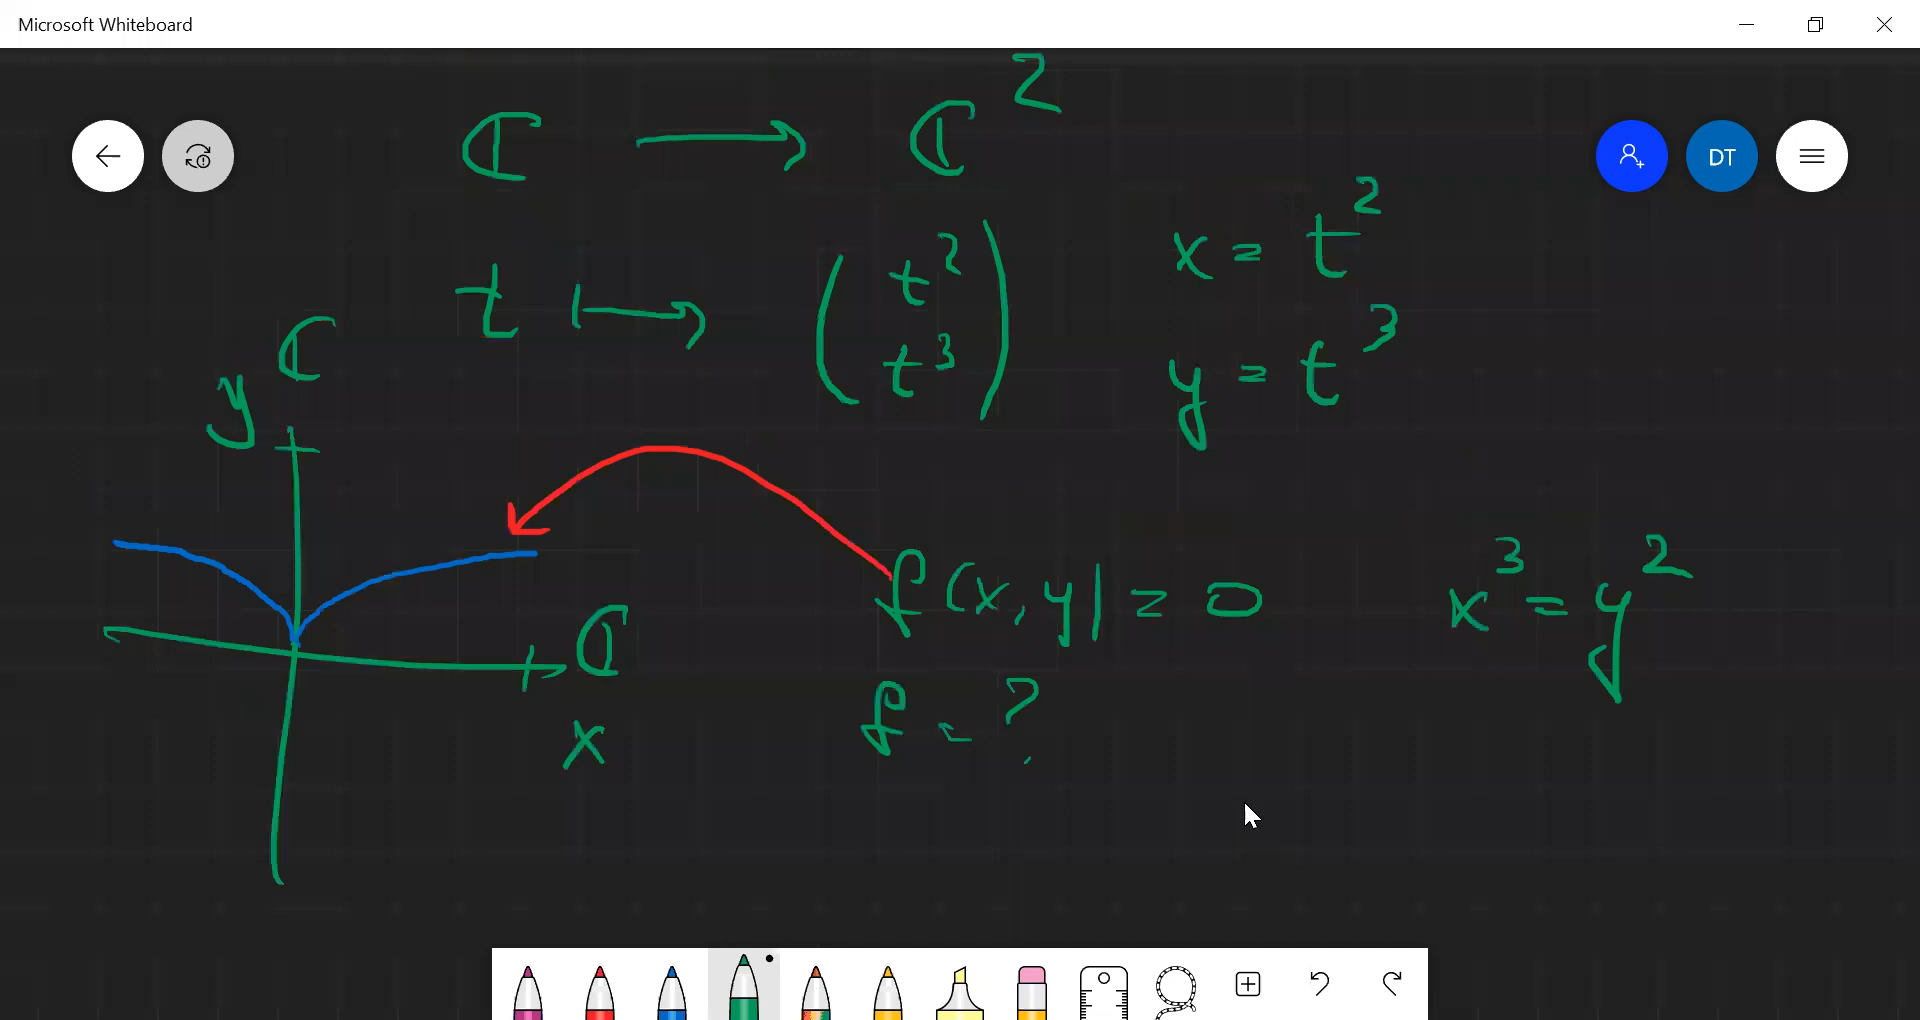 Microsoft Whiteboard
ℂ → ℂ²
DT
t ↦ (t² t³)
x = t²
y = t³
ℂ
y
f(x, y) = 0
x³ = y²
ℂ
x
f = ?